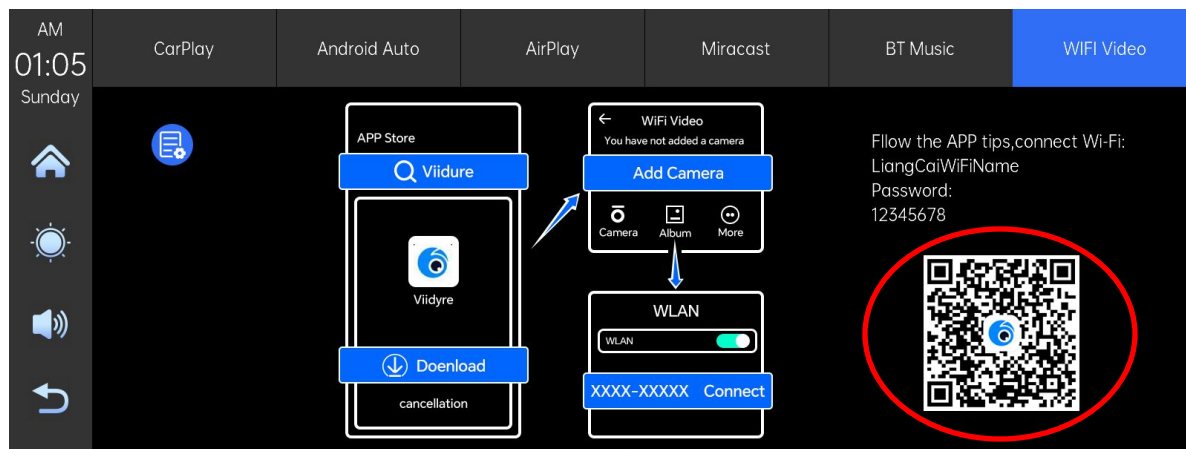 AM
01:05
Sunday
CarPlay
Android Auto
AirPlay
Miracast
BT Music
WIFI Video
APP Store
Viidure
Viidyre
Doenload
cancellation
WiFi Video
You have not added a camera
Add Camera
Camera
Album
More
WLAN
WLAN
XXXX-XXXXX Connect
Fllow the APP tips,connect Wi-Fi:
LiangCaiWiFiName
Password:
12345678